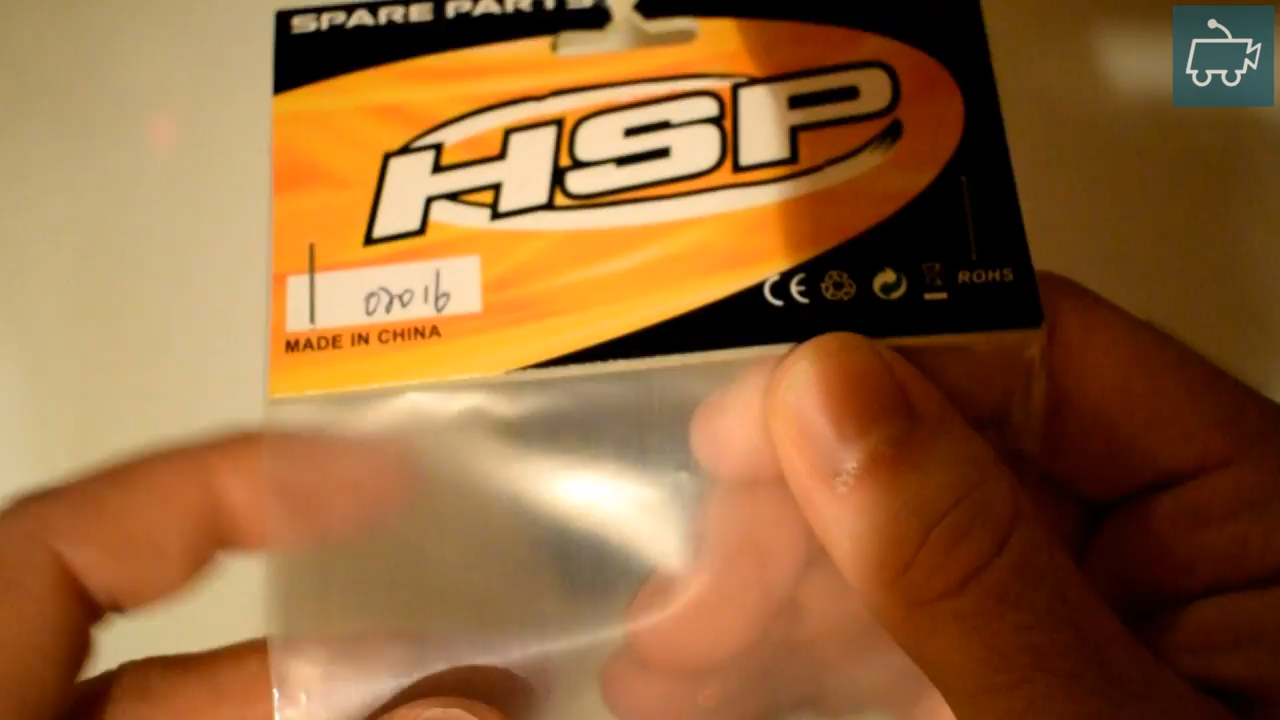 SPARE PARTS
HSP
02016
MADE IN CHINA
CE
ROHS